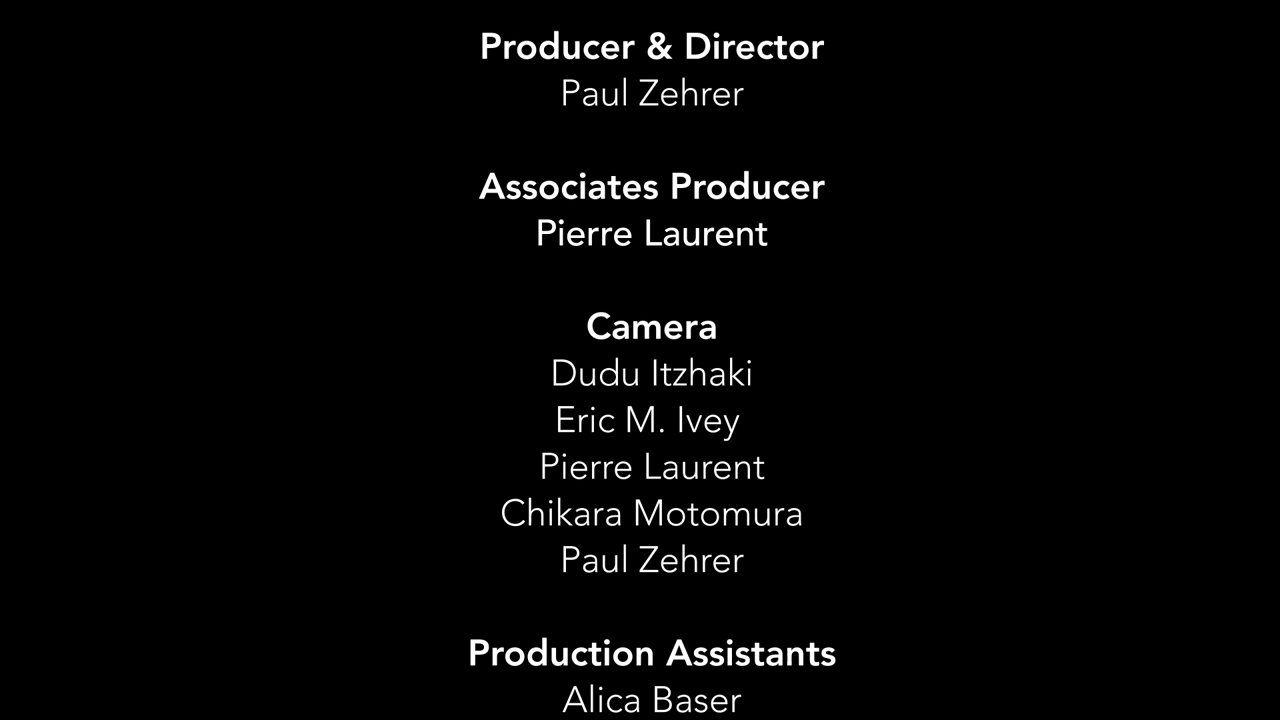 Producer & Director
Paul Zehrer
Associates Producer
Pierre Laurent
Camera
Dudu Itzhaki
Eric M. Ivey
Pierre Laurent
Chikara Motomura
Paul Zehrer
Production Assistants
Alica Baser